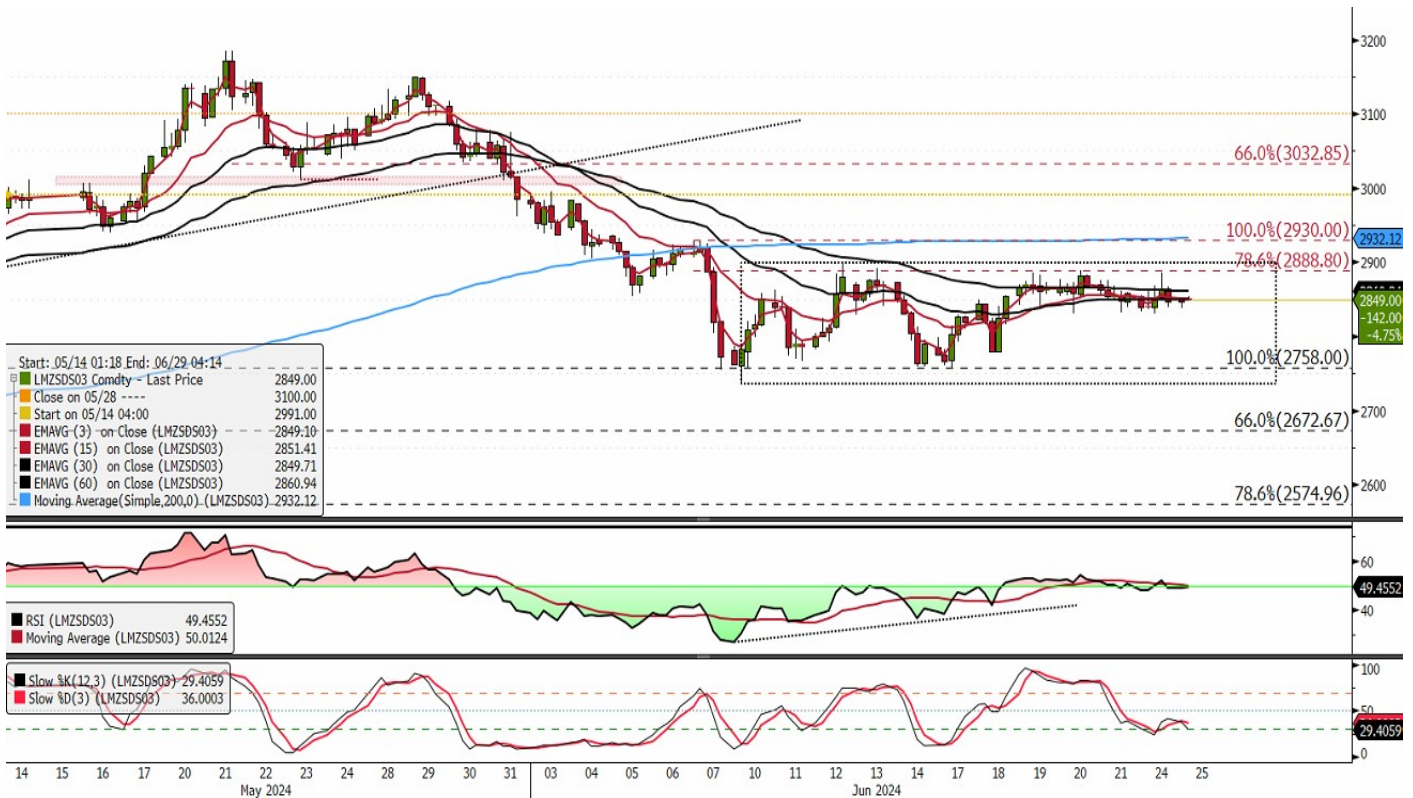 3200
3100
66.0%(3032.85)
3000
100.0%(2930.00)
2932.12
2900
78.6%(2888.80)
2849.00
-142.00
-4.75%
100.0%(2758.00)
2700
66.0%(2672.67)
2600
78.6%(2574.96)
Start: 05/14 01:18 End: 06/29 04:14
LMZSDS03 Comdty - Last Price 2849.00
Close on 05/28 ---- 3100.00
Start on 05/14 04:00 2991.00
EMAVG (3) on Close (LMZSDS03) 2849.10
EMAVG (15) on Close (LMZSDS03) 2851.41
EMAVG (30) on Close (LMZSDS03) 2849.71
EMAVG (60) on Close (LMZSDS03) 2860.94
Moving Average(Simple,200,0) (LMZSDS03) 2932.12
60
49.4552
40
RSI (LMZSDS03) 49.4552
Moving Average (LMZSDS03) 50.0124
100
50
29.4059
0
Slow %K(12,3) (LMZSDS03) 29.4059
Slow %D(3) (LMZSDS03) 36.0003
14 15 16 17 20 21 22 23 24 28 29 30 31 03 04 05 06 07 10 11 12 13 14 17 18 19 20 21 24 25
May 2024 Jun 2024